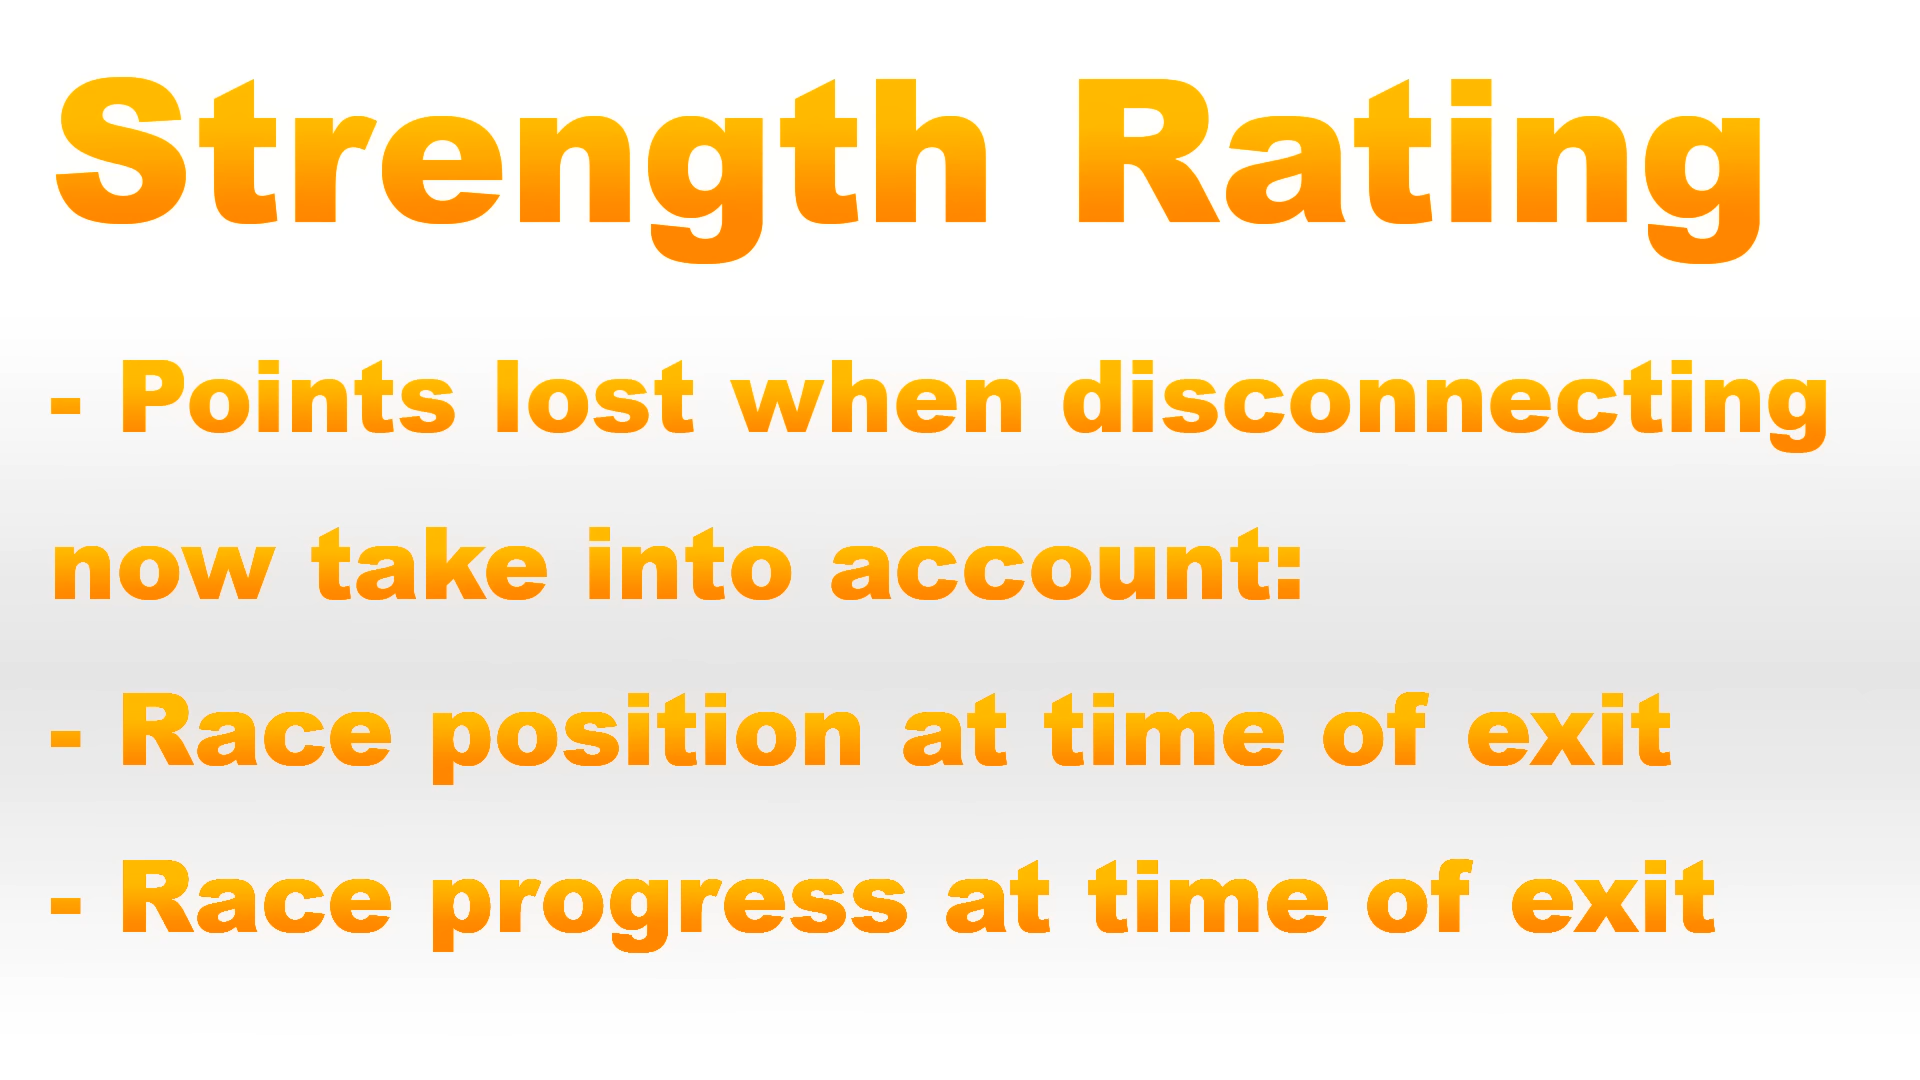 Strength Rating
- Points lost when disconnecting
now take into account:
- Race position at time of exit
- Race progress at time of exit